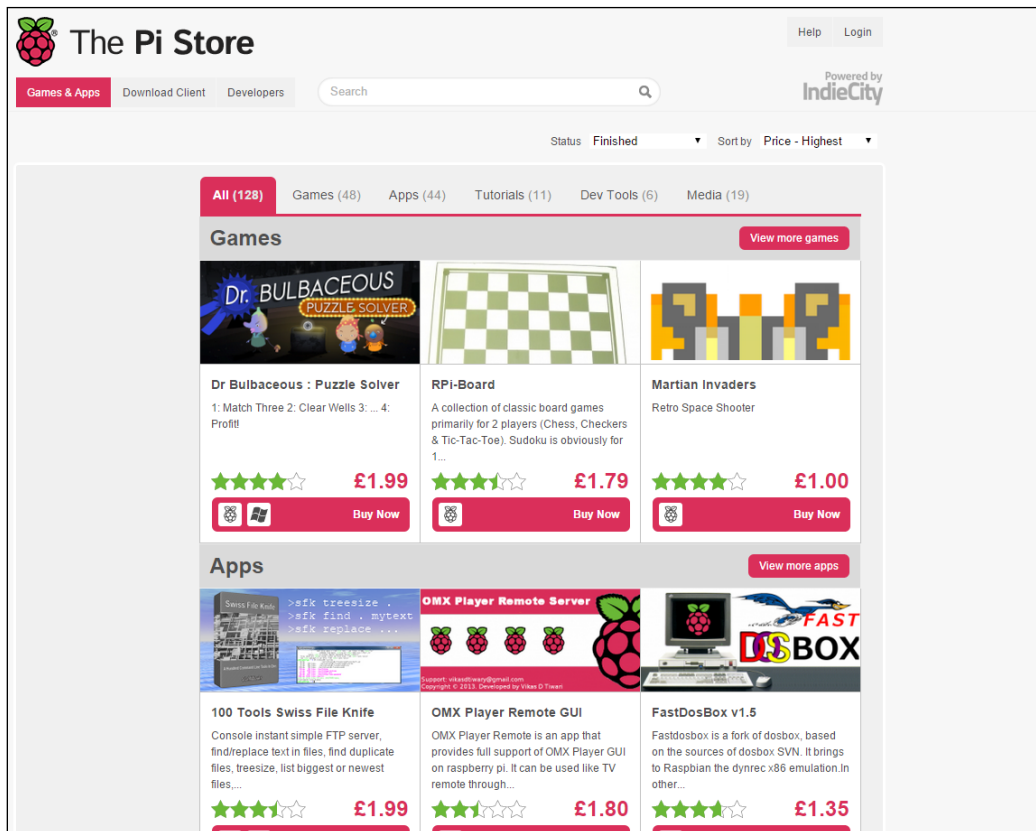 The Pi Store
Help Login
Games & Apps Download Client Developers Search
Powered by
IndieCity
Status Finished Sort by Price - Highest
All (128) Games (48) Apps (44) Tutorials (11) Dev Tools (6) Media (19)
Games View more games
Dr. BULBACEOUS
PUZZLE SOLVER
Dr Bulbaceous : Puzzle Solver
1: Match Three 2: Clear Wells 3: ... 4:
Profit!
£1.99
Buy Now
RPi-Board
A collection of classic board games
primarily for 2 players (Chess, Checkers
& Tic-Tac-Toe). Sudoku is obviously for
1...
£1.79
Buy Now
Martian Invaders
Retro Space Shooter
£1.00
Buy Now
Apps View more apps
Swiss File Knife
>sfk treesize .
>sfk find . mytext
>sfk replace ...
100 Tools Swiss File Knife
Console instant simple FTP server,
find/replace text in files, find duplicate
files, treesize, list biggest or newest
files,...
£1.99
OMX Player Remote Server
Support: vikasdtiwary@gmail.com
Copyright © 2013. Developed by Vikas D Tiwari
OMX Player Remote GUI
OMX Player Remote is an app that
provides full support of OMX Player GUI
on raspberry pi. It can be used like TV
remote through...
£1.80
FAST
DOSBOX
FastDosBox v1.5
Fastdosbox is a fork of dosbox, based
on the sources of dosbox SVN. It brings
to Raspbian the dynrec x86 emulation.In
other...
£1.35